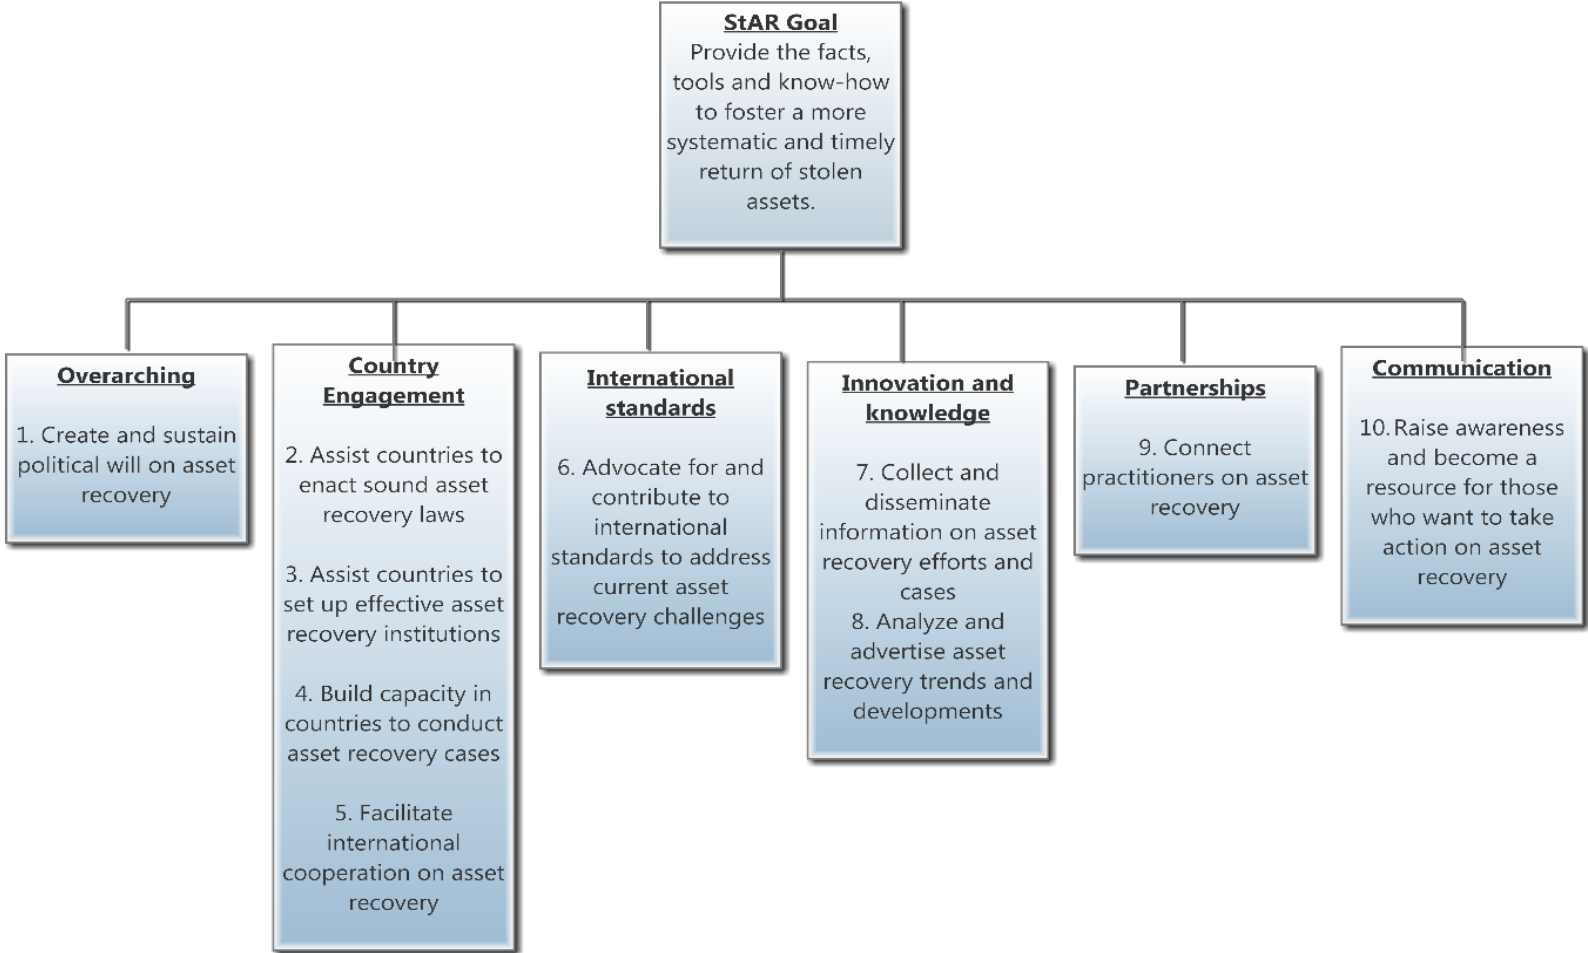 StAR Goal
Provide the facts,
tools and know-how
to foster a more
systematic and timely
return of stolen
assets.
Overarching
1. Create and sustain
political will on asset
recovery
Country
Engagement
2. Assist countries to
enact sound asset
recovery laws
3. Assist countries to
set up effective asset
recovery institutions
4. Build capacity in
countries to conduct
asset recovery cases
5. Facilitate
international
cooperation on asset
recovery
International
standards
6. Advocate for and
contribute to
international
standards to address
current asset
recovery challenges
Innovation and
knowledge
7. Collect and
disseminate
information on asset
recovery efforts and
cases
8. Analyze and
advertise asset
recovery trends and
developments
Partnerships
9. Connect
practitioners on asset
recovery
Communication
10. Raise awareness
and become a
resource for those
who want to take
action on asset
recovery